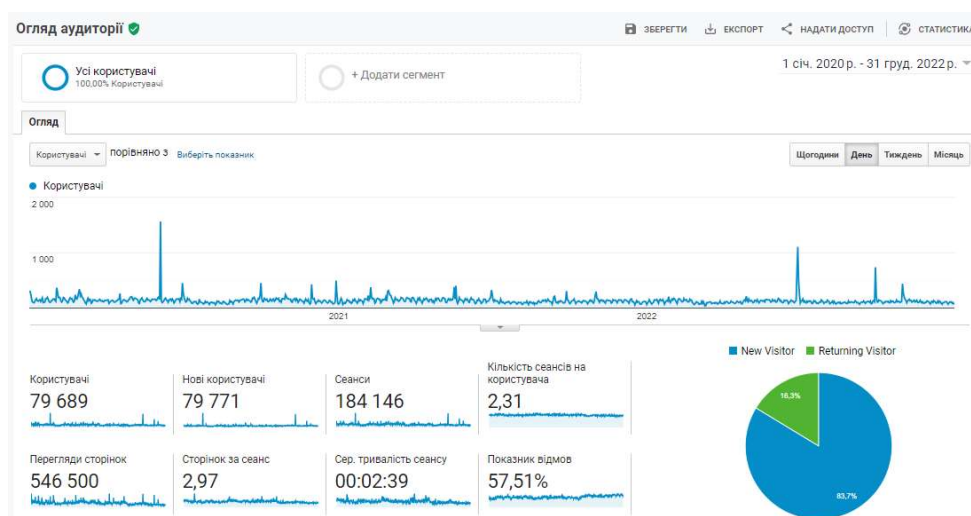 Огляд аудиторії
ЗБЕРЕГТИ ЕКСПОРТ НАДАТИ ДОСТУП СТАТИСТИКА
Усі користувачі
100,00% Користувачі
+ Додати сегмент
1 січ. 2020 р. - 31 груд. 2022 р.
Огляд
Користувачі порівняно з Виберіть показник
Щогодини День Тиждень Місяць
Користувачі
2 000
1 000
2021 2022
New Visitor Returning Visitor
Користувачі
79 689
Нові користувачі
79 771
Сеанси
184 146
Кількість сеансів на
користувача
2,31
Перегляди сторінок
546 500
Сторінок за сеанс
2,97
Сер. тривалість сеансу
00:02:39
Показник відмов
57,51%
16,3%
83,7%